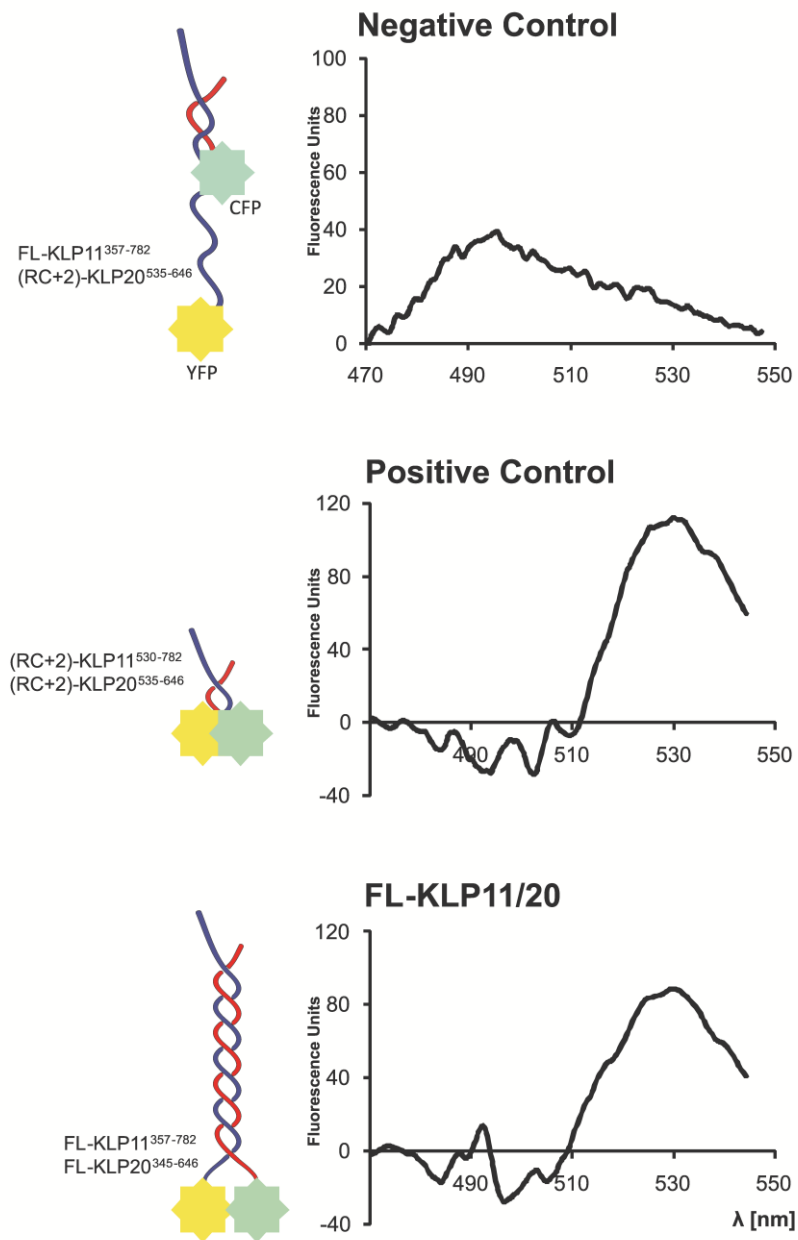 Negative Control
100
80
60
40
20
0
Fluorescence Units
470
490
510
530
550
CFP
FL-KLP11³⁵⁷⁻⁷⁸²
(RC+2)-KLP20⁵³⁵⁻⁶⁴⁶
YFP
Positive Control
120
80
40
0
-40
Fluorescence Units
490
510
530
550
(RC+2)-KLP11⁵³⁰⁻⁷⁸²
(RC+2)-KLP20⁵³⁵⁻⁶⁴⁶
FL-KLP11/20
120
80
40
0
-40
Fluorescence Units
490
510
530
550
λ [nm]
FL-KLP11³⁵⁷⁻⁷⁸²
FL-KLP20³⁴⁵⁻⁶⁴⁶